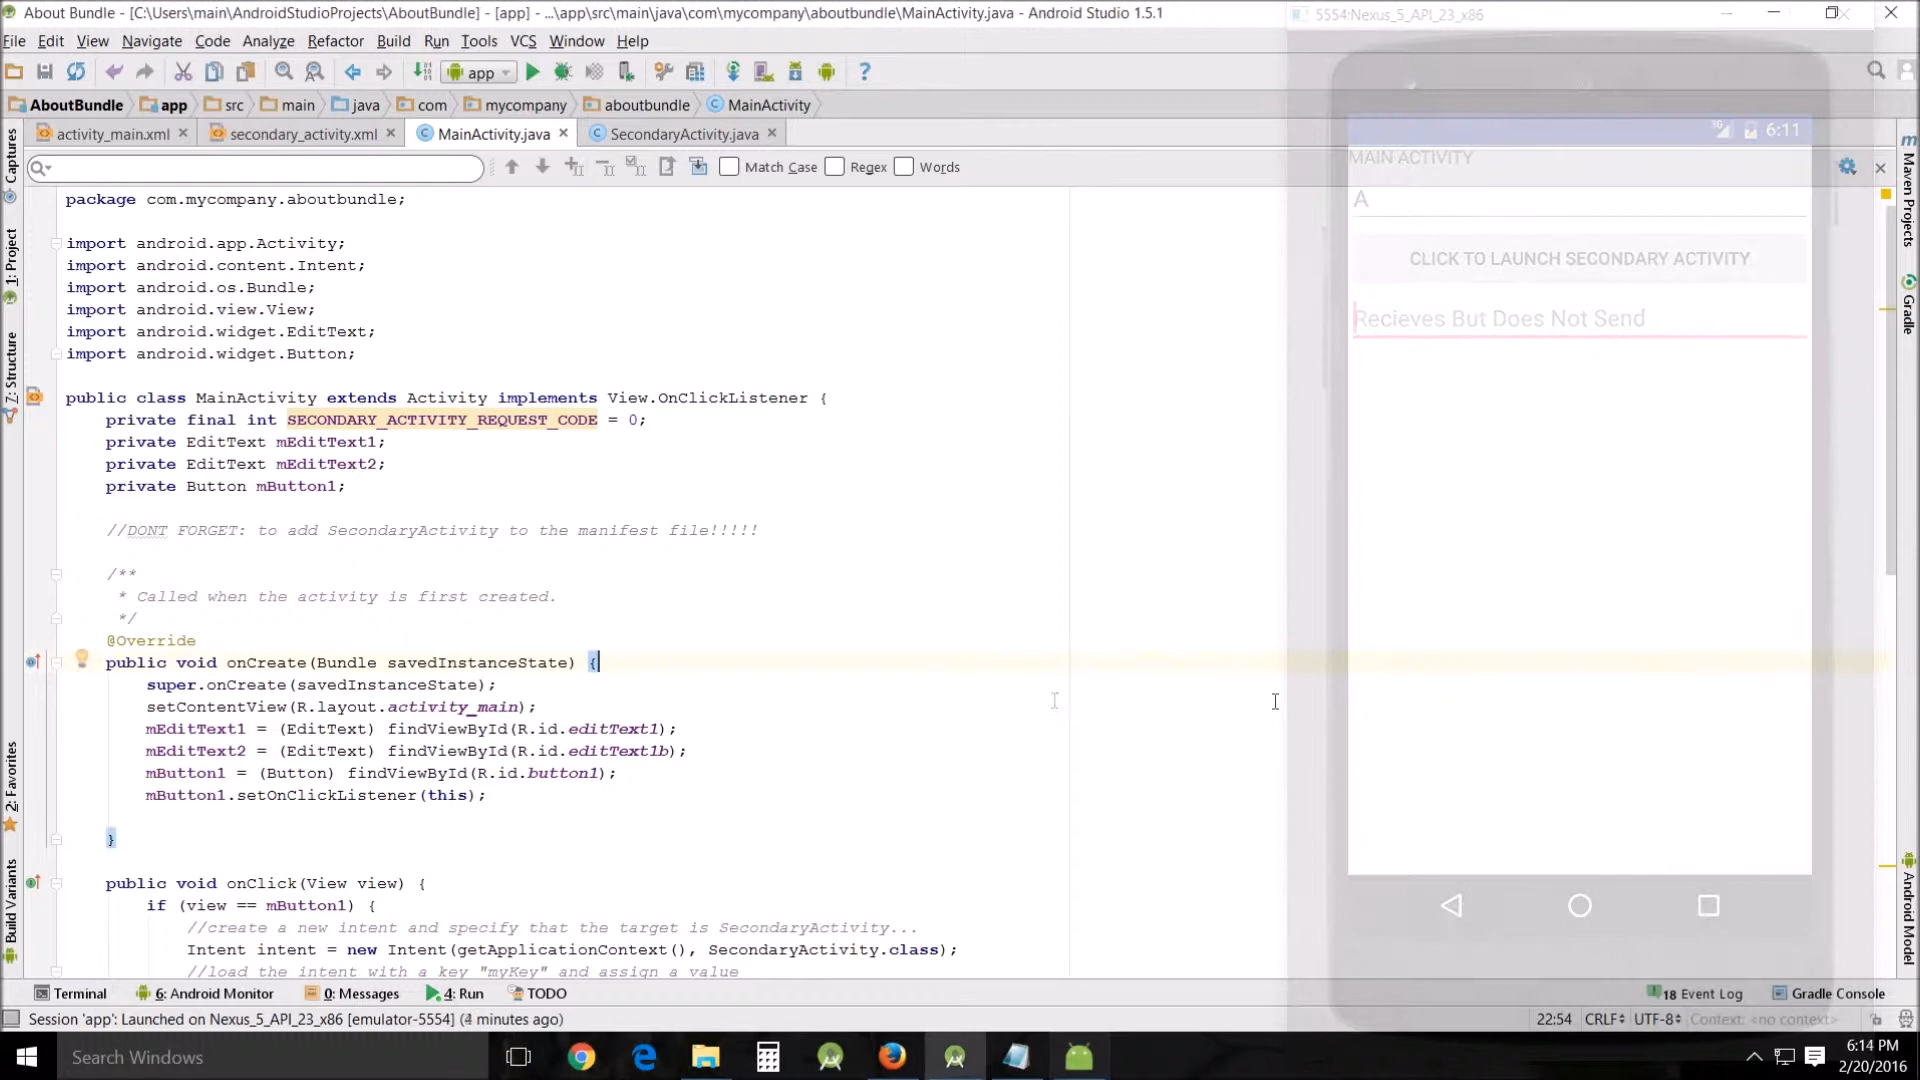 About Bundle - [C:\Users\main\AndroidStudioProjects\AboutBundle] - [app] - ...\app\src\main\java\com\mycompany\aboutbundle\MainActivity.java - Android Studio 1.5.1
5554:Nexus_5_API_23_x86
File Edit View Navigate Code Analyze Refactor Build Run Tools VCS Window Help
app
AboutBundle app src main java com mycompany aboutbundle MainActivity
activity_main.xml secondary_activity.xml MainActivity.java SecondaryActivity.java
Match Case Regex Words
package com.mycompany.aboutbundle;
import android.app.Activity;
import android.content.Intent;
import android.os.Bundle;
import android.view.View;
import android.widget.EditText;
import android.widget.Button;
public class MainActivity extends Activity implements View.OnClickListener {
private final int SECONDARY_ACTIVITY_REQUEST_CODE = 0;
private EditText mEditText1;
private EditText mEditText2;
private Button mButton1;
//DONT FORGET: to add SecondaryActivity to the manifest file!!!!!
/**
* Called when the activity is first created.
*/
@Override
public void onCreate(Bundle savedInstanceState) {
super.onCreate(savedInstanceState);
setContentView(R.layout.activity_main);
mEditText1 = (EditText) findViewById(R.id.editText1);
mEditText2 = (EditText) findViewById(R.id.editText1b);
mButton1 = (Button) findViewById(R.id.button1);
mButton1.setOnClickListener(this);
}
public void onClick(View view) {
if (view == mButton1) {
//create a new intent and specify that the target is SecondaryActivity...
Intent intent = new Intent(getApplicationContext(), SecondaryActivity.class);
//load the intent with a key "myKey" and assign a value
3G 6:11
MAIN ACTIVITY
A
CLICK TO LAUNCH SECONDARY ACTIVITY
Recieves But Does Not Send
Captures
1: Project
7: Structure
2: Favorites
Build Variants
m Maven Projects
Gradle
Android Model
Terminal 6: Android Monitor 0: Messages 4: Run TODO
18 Event Log Gradle Console
Session 'app': Launched on Nexus_5_API_23_x86 [emulator-5554] (4 minutes ago)
22:54 CRLF UTF-8 Context: <no context>
Search Windows
6:14 PM
2/20/2016